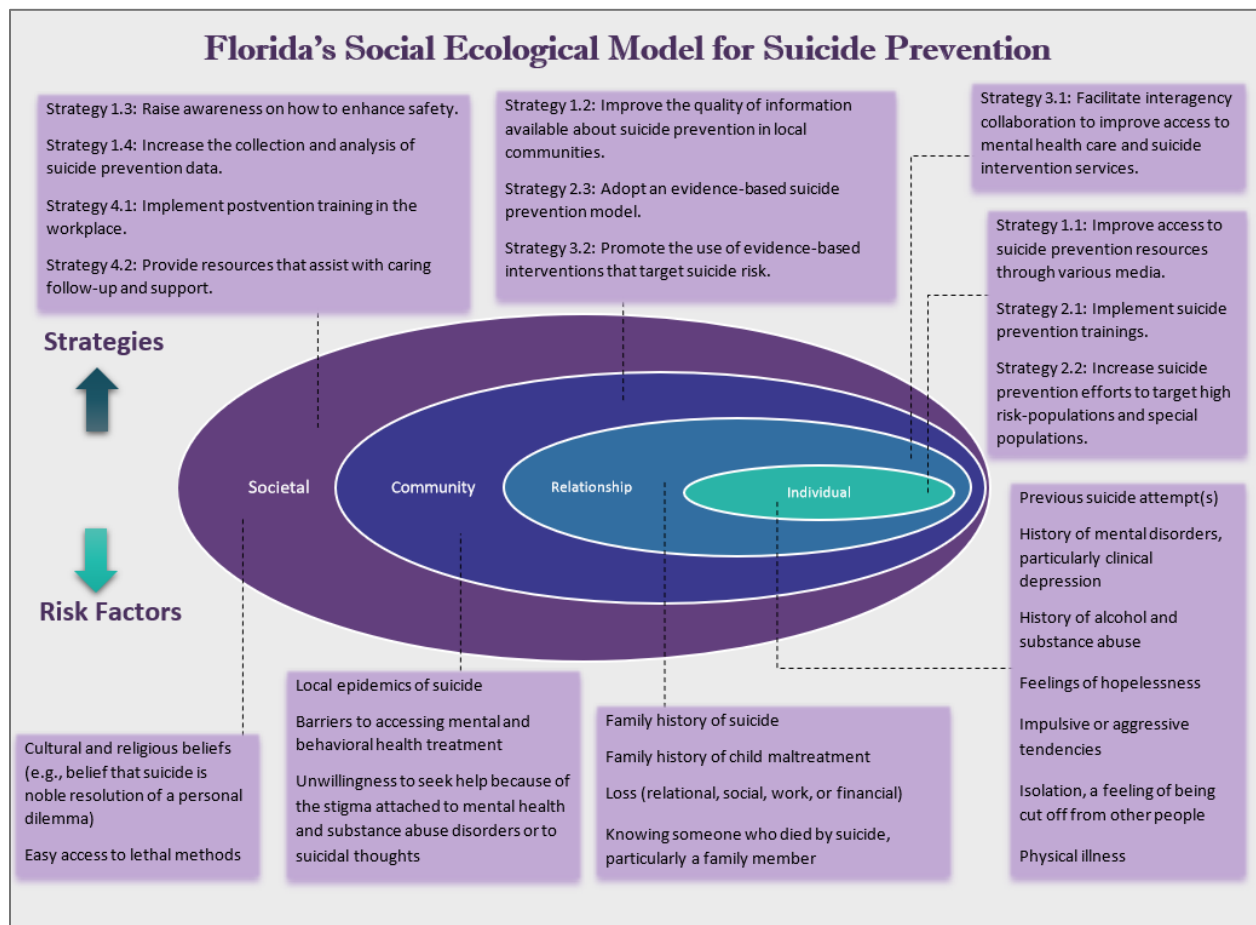 Florida's Social Ecological Model for Suicide Prevention
Strategy 1.3: Raise awareness on how to enhance safety.
Strategy 1.4: Increase the collection and analysis of
suicide prevention data.
Strategy 4.1: Implement postvention training in the
workplace.
Strategy 4.2: Provide resources that assist with caring
follow-up and support.
Strategy 1.2: Improve the quality of information
available about suicide prevention in local
communities.
Strategy 2.3: Adopt an evidence-based suicide
prevention model.
Strategy 3.2: Promote the use of evidence-based
interventions that target suicide risk.
Strategy 3.1: Facilitate interagency
collaboration to improve access to
mental health care and suicide
intervention services.
Strategy 1.1: Improve access to
suicide prevention resources
through various media.
Strategy 2.1: Implement suicide
prevention trainings.
Strategy 2.2: Increase suicide
prevention efforts to target high
risk-populations and special
populations.
Strategies
Societal
Community
Relationship
Individual
Risk Factors
Cultural and religious beliefs
(e.g., belief that suicide is
noble resolution of a personal
dilemma)
Easy access to lethal methods
Local epidemics of suicide
Barriers to accessing mental and
behavioral health treatment
Unwillingness to seek help because of
the stigma attached to mental health
and substance abuse disorders or to
suicidal thoughts
Family history of suicide
Family history of child maltreatment
Loss (relational, social, work, or financial)
Knowing someone who died by suicide,
particularly a family member
Previous suicide attempt(s)
History of mental disorders,
particularly clinical
depression
History of alcohol and
substance abuse
Feelings of hopelessness
Impulsive or aggressive
tendencies
Isolation, a feeling of being
cut off from other people
Physical illness